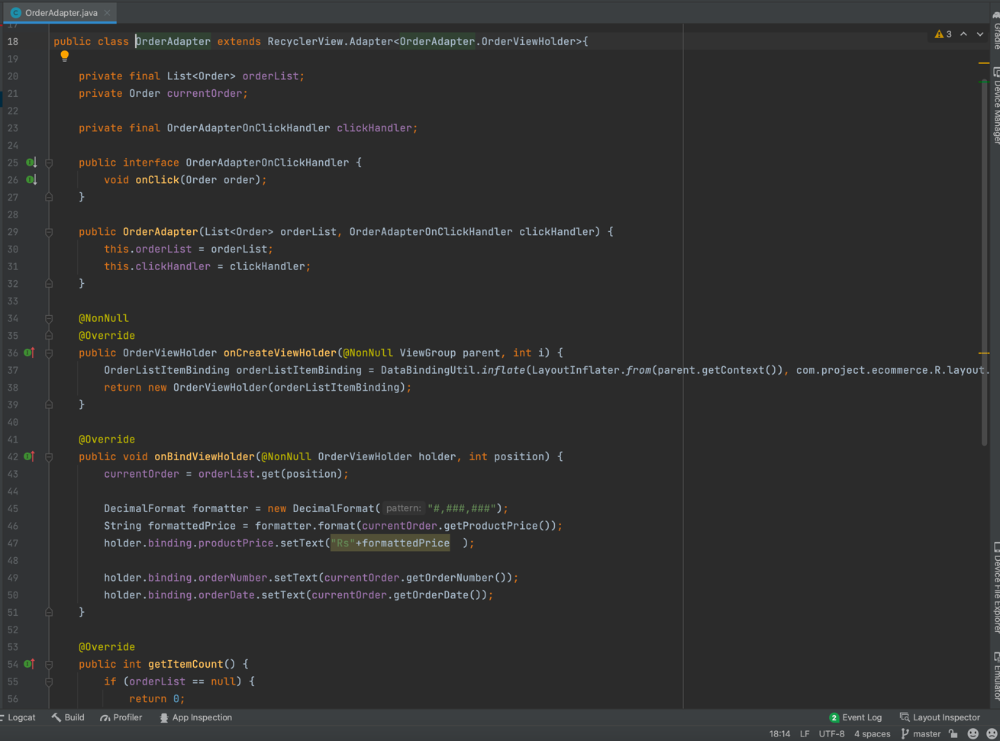 OrderAdapter.java
17
18 public class OrderAdapter extends RecyclerView.Adapter<OrderAdapter.OrderViewHolder>{
3
19
20 private final List<Order> orderList;
21 private Order currentOrder;
22
23 private final OrderAdapterOnClickHandler clickHandler;
24
25 public interface OrderAdapterOnClickHandler {
26 void onClick(Order order);
27 }
28
29 public OrderAdapter(List<Order> orderList, OrderAdapterOnClickHandler clickHandler) {
30 this.orderList = orderList;
31 this.clickHandler = clickHandler;
32 }
33
34 @NonNull
35 @Override
36 public OrderViewHolder onCreateViewHolder(@NonNull ViewGroup parent, int i) {
37 OrderListItemBinding orderListItemBinding = DataBindingUtil.inflate(LayoutInflater.from(parent.getContext()), com.project.ecommerce.R.layout.
38 return new OrderViewHolder(orderListItemBinding);
39 }
40
41 @Override
42 public void onBindViewHolder(@NonNull OrderViewHolder holder, int position) {
43 currentOrder = orderList.get(position);
44
45 DecimalFormat formatter = new DecimalFormat( pattern: "#,###,###");
46 String formattedPrice = formatter.format(currentOrder.getProductPrice());
47 holder.binding.productPrice.setText("Rs"+formattedPrice );
48
49 holder.binding.orderNumber.setText(currentOrder.getOrderNumber());
50 holder.binding.orderDate.setText(currentOrder.getOrderDate());
51 }
52
53 @Override
54 public int getItemCount() {
55 if (orderList == null) {
56 return 0;
Gradle
Device Manager
Device File Explorer
Emulator
Logcat Build Profiler App Inspection 2 Event Log Layout Inspector
18:14 LF UTF-8 4 spaces master